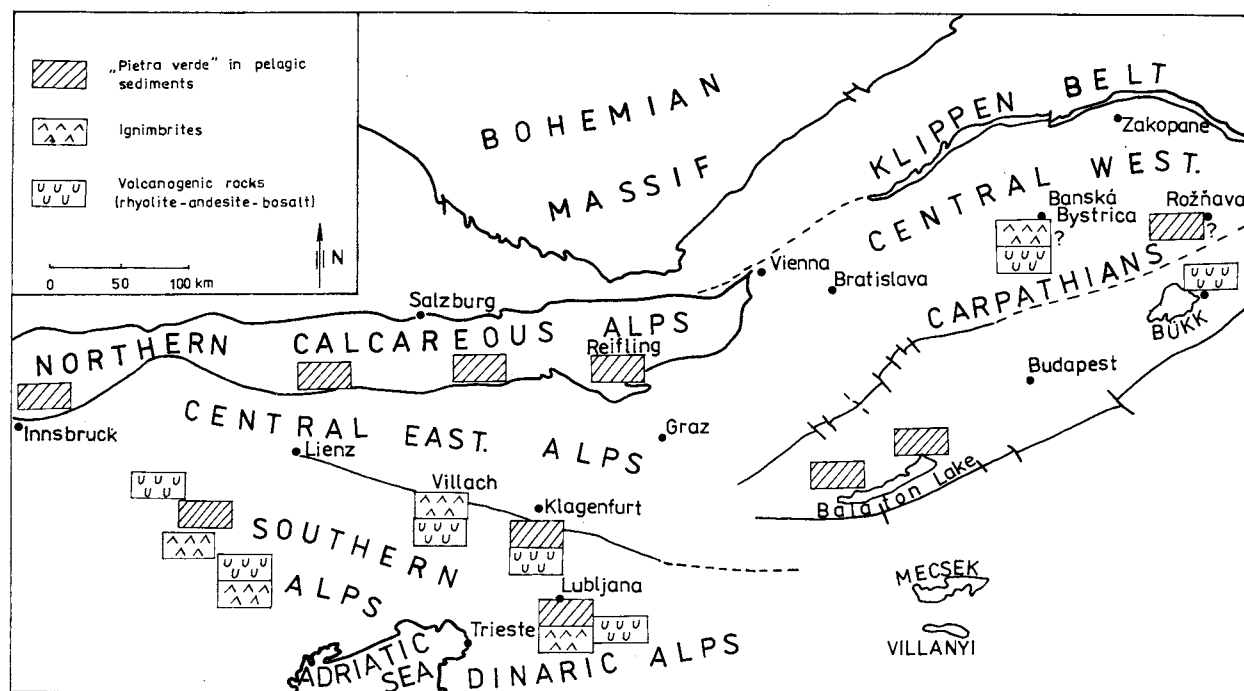 „Pietra verde" in pelagic
sediments
Ignimbrites
Volcanogenic rocks
(rhyolite-andesite-bosalt)
N
0 50 100 km
BOHEMIAN
MASSIF
KLIPPEN BELT
Zakopane
CENTRAL WEST.
CARPATHIANS
Banská
Bystrica
?
Rožňava
?
Vienna
Bratislava
BÜKK
Budapest
Salzburg
NORTHERN CALCAREOUS ALPS
Reifling
Innsbruck
CENTRAL EAST. ALPS
Graz
Lienz
Villach
Klagenfurt
Balaton Lake
SOUTHERN
ALPS
Lubljana
Trieste
ADRIATIC
SEA
DINARIC ALPS
MECSEK
VILLANYI